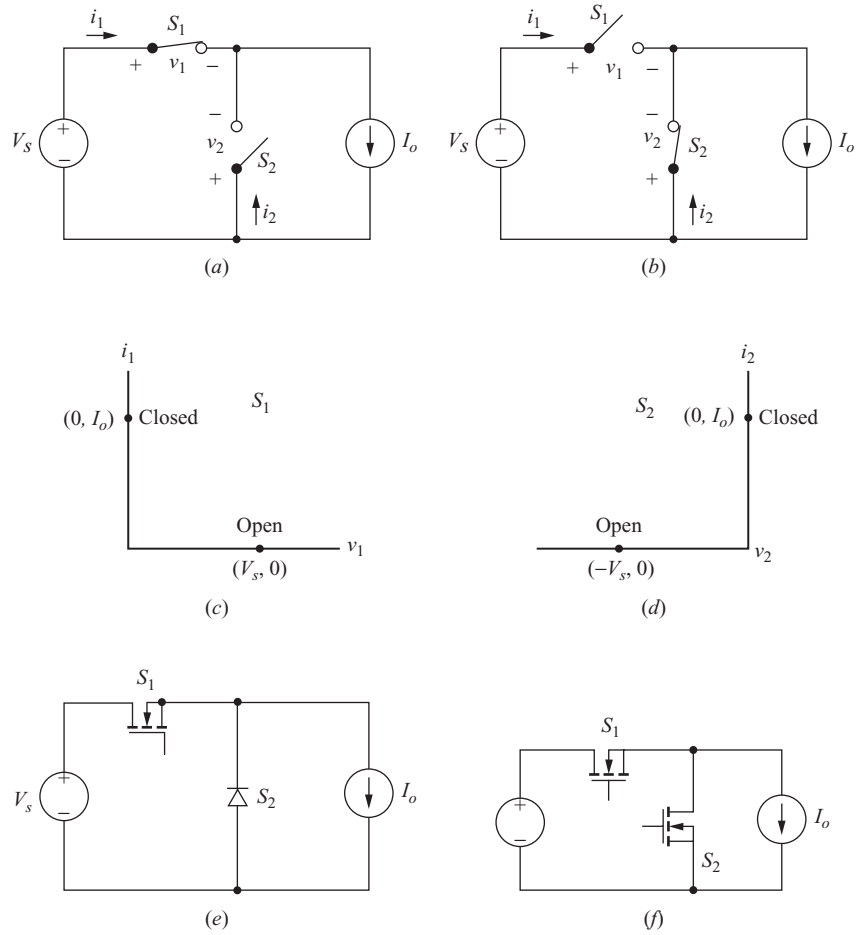 i1 S1 i1 S1
+ v1 − + v1 −
− −
Vs + − v2 S2 Io Vs + − v2 S2 Io
+ +
i2 i2
(a) (b)
i1 i2
S1 S2
(0, Io) Closed (0, Io) Closed
Open Open
v1 v2
(Vs, 0) (−Vs, 0)
(c) (d)
S1
S1
Vs + − S2 Io + − Io
S2
(e) (f)